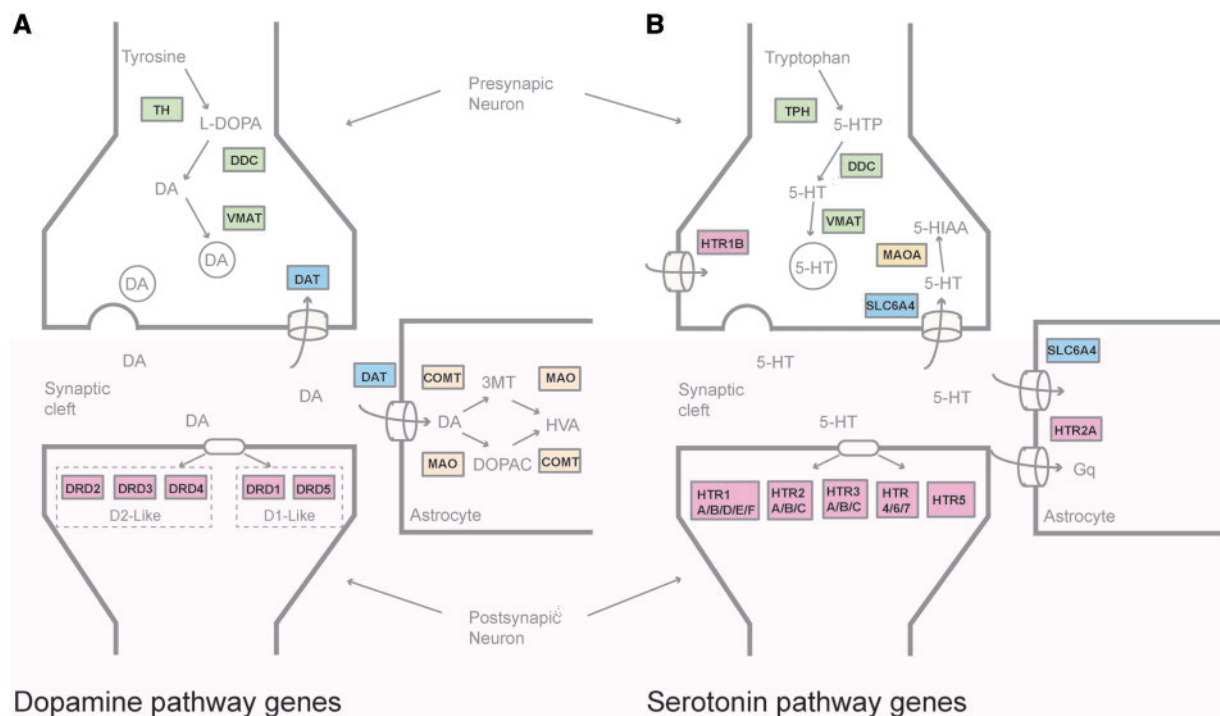 A
Tyrosine
TH
L-DOPA
DDC
DA
VMAT
DA
DA
DAT
DA
DA
Synaptic
cleft
DA
DAT
COMT
3MT
MAO
DA
HVA
MAO
DOPAC
COMT
Astrocyte
DRD2
DRD3
DRD4
DRD1
DRD5
D2-Like
D1-Like
Presynapic
Neuron
Postsynapic
Neuron
Dopamine pathway genes
B
Tryptophan
TPH
5-HTP
DDC
5-HT
VMAT
5-HT
HTR1B
5-HIAA
MAOA
5-HT
SLC6A4
5-HT
5-HT
Synaptic
cleft
5-HT
SLC6A4
HTR2A
Gq
Astrocyte
HTR1
A/B/D/E/F
HTR2
A/B/C
HTR3
A/B/C
HTR
4/6/7
HTR5
Serotonin pathway genes